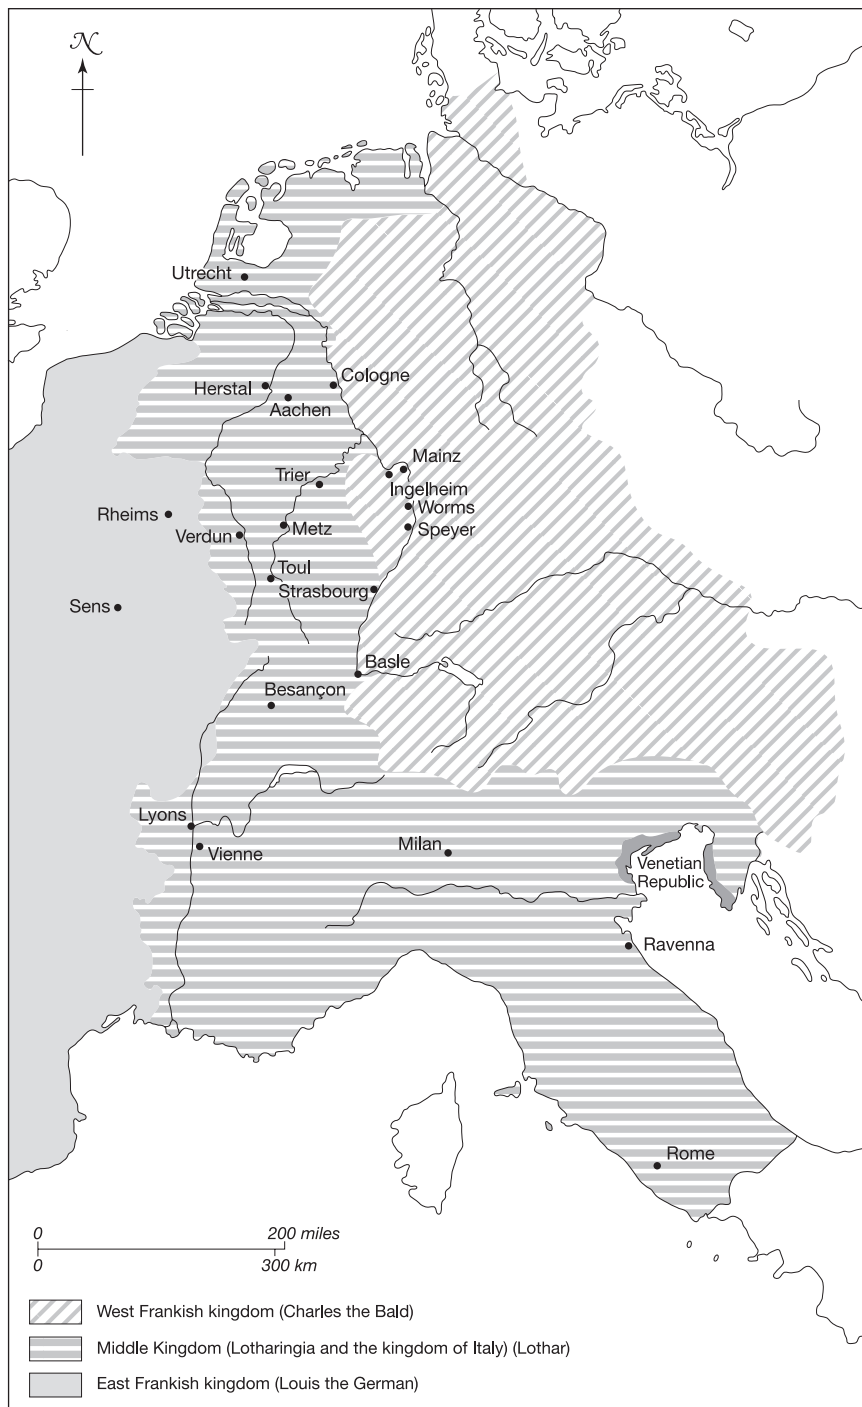 N
Utrecht
Herstal
Cologne
Aachen
Mainz
Trier
Ingelheim
Worms
Rheims
Metz
Speyer
Verdun
Toul
Strasbourg
Sens
Basle
Besançon
Lyons
Vienne
Milan
Venetian
Republic
Ravenna
Rome
0 200 miles
0 300 km
West Frankish kingdom (Charles the Bald)
Middle Kingdom (Lotharingia and the kingdom of Italy) (Lothar)
East Frankish kingdom (Louis the German)